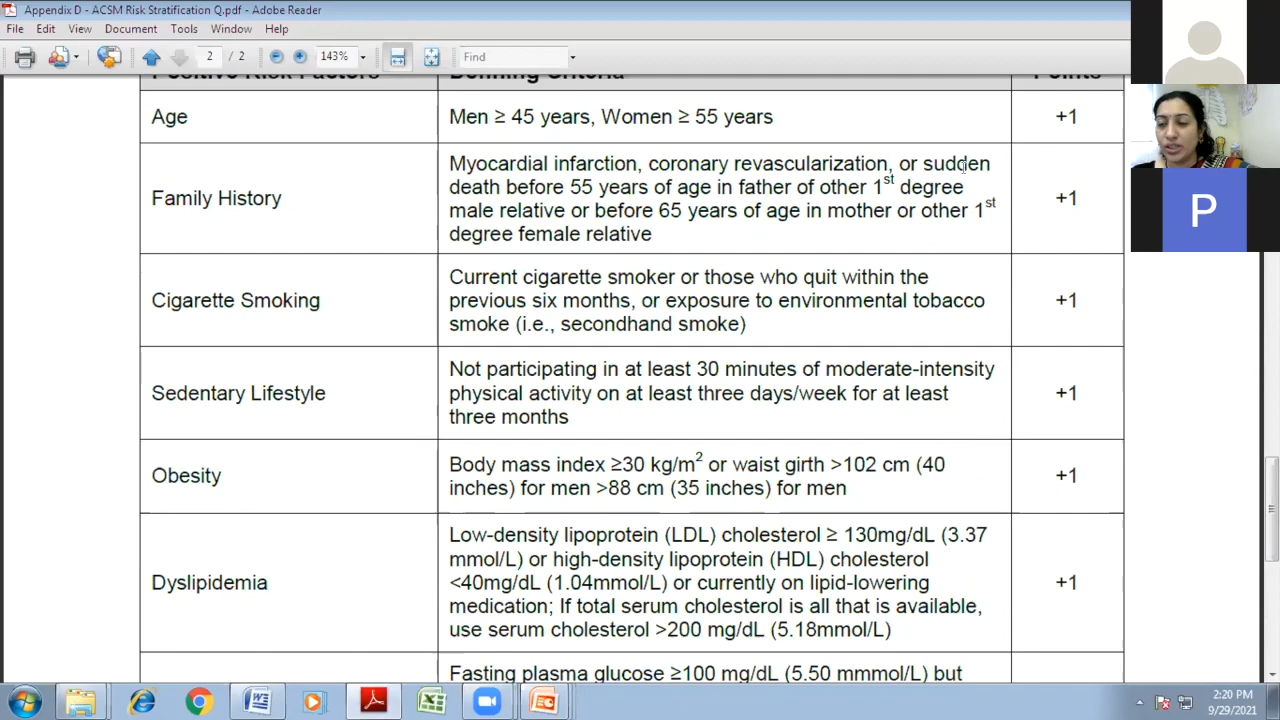 Appendix D - ACSM Risk Stratification Q.pdf - Adobe Reader
File Edit View Document Tools Window Help
2 / 2 143% Find
Positive Risk Factors Defining Criteria Points
Age Men ≥ 45 years, Women ≥ 55 years +1
Myocardial infarction, coronary revascularization, or sudden
death before 55 years of age in father of other 1st degree
Family History +1
male relative or before 65 years of age in mother or other 1st
degree female relative
Current cigarette smoker or those who quit within the
Cigarette Smoking previous six months, or exposure to environmental tobacco +1
smoke (i.e., secondhand smoke)
Not participating in at least 30 minutes of moderate-intensity
Sedentary Lifestyle physical activity on at least three days/week for at least +1
three months
Body mass index ≥30 kg/m2 or waist girth >102 cm (40
Obesity +1
inches) for men >88 cm (35 inches) for men
Low-density lipoprotein (LDL) cholesterol ≥ 130mg/dL (3.37
mmol/L) or high-density lipoprotein (HDL) cholesterol
Dyslipidemia <40mg/dL (1.04mmol/L) or currently on lipid-lowering +1
medication; If total serum cholesterol is all that is available,
use serum cholesterol >200 mg/dL (5.18mmol/L)
Fasting plasma glucose ≥100 mg/dL (5.50 mmmol/L) but
P
2:20 PM
9/29/2021